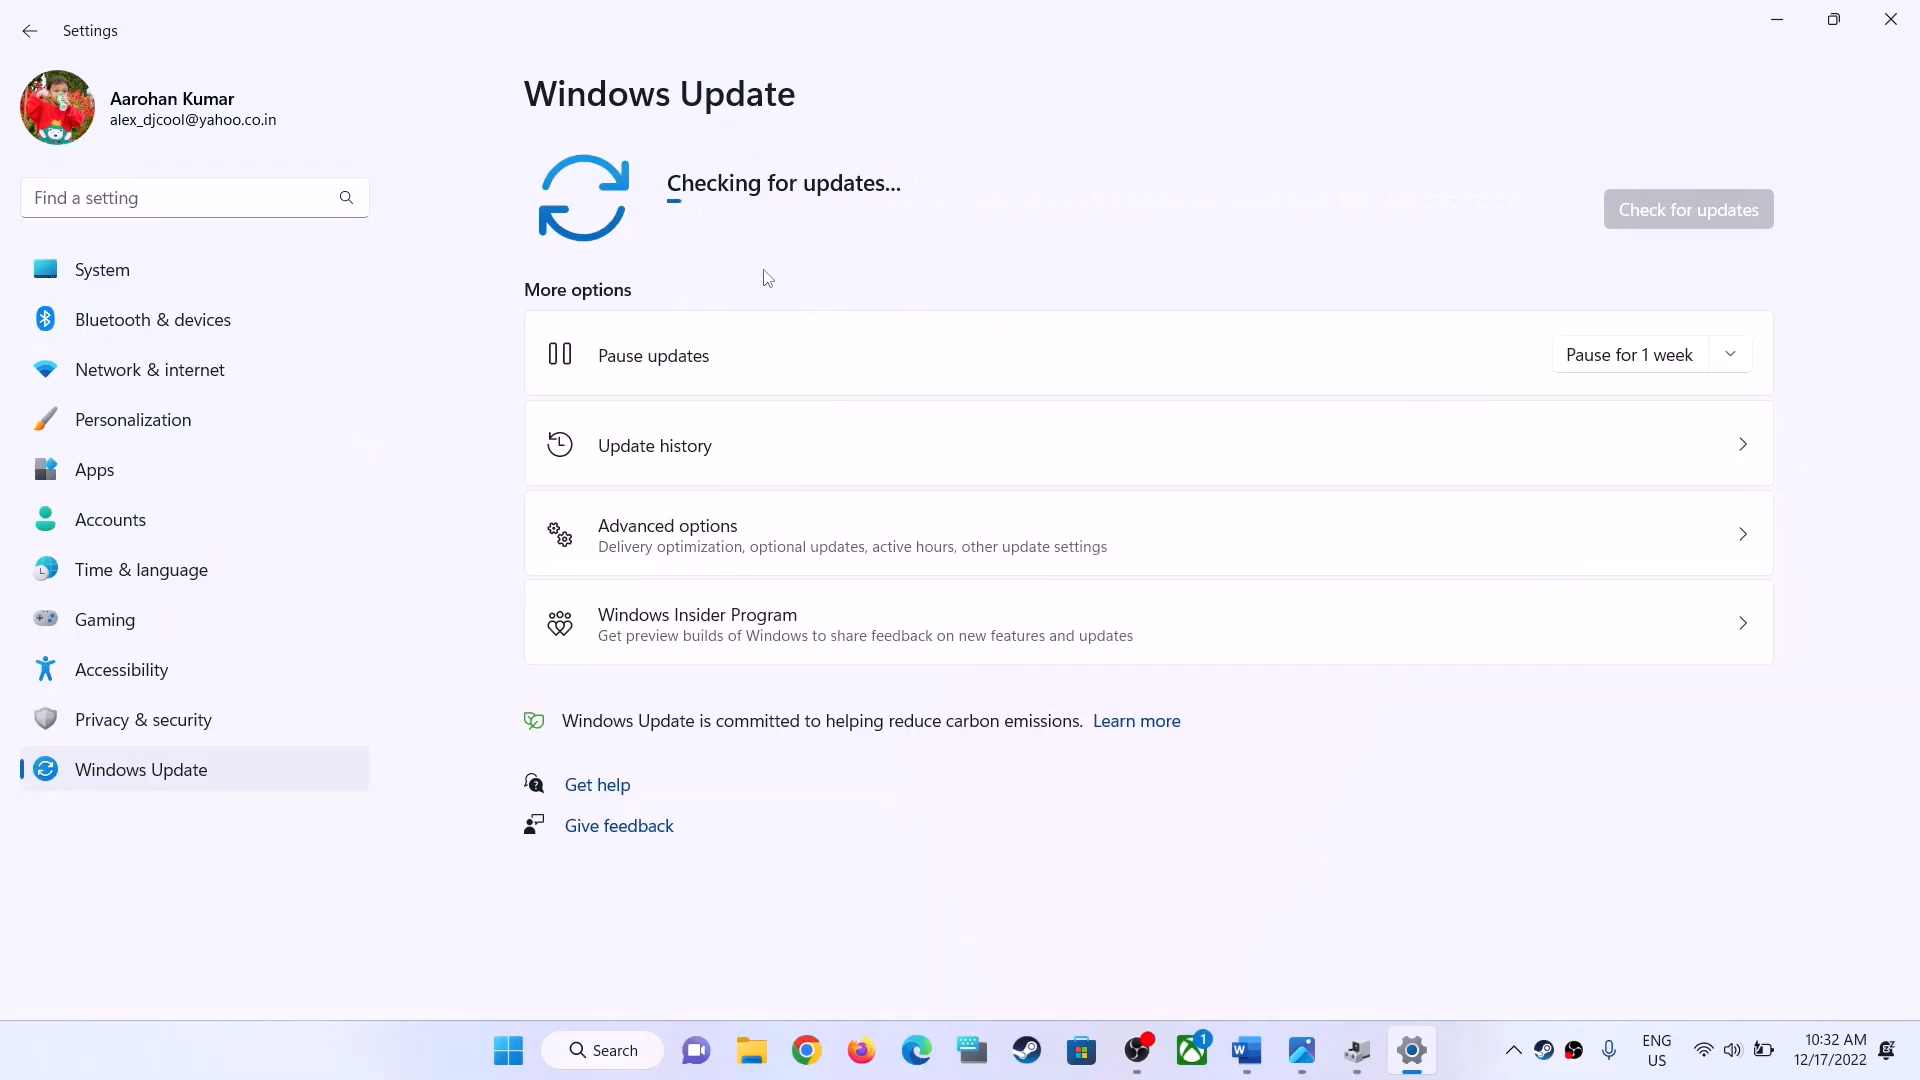 Settings
Aarohan Kumar
alex_djcool@yahoo.co.in
Find a setting
System
Bluetooth & devices
Network & internet
Personalization
Apps
Accounts
Time & language
Gaming
Accessibility
Privacy & security
Windows Update
Windows Update
Checking for updates...
Check for updates
More options
Pause updates
Pause for 1 week
Update history
Advanced options
Delivery optimization, optional updates, active hours, other update settings
Windows Insider Program
Get preview builds of Windows to share feedback on new features and updates
Windows Update is committed to helping reduce carbon emissions. Learn more
Get help
Give feedback
Search
1
ENG
US
10:32 AM
12/17/2022